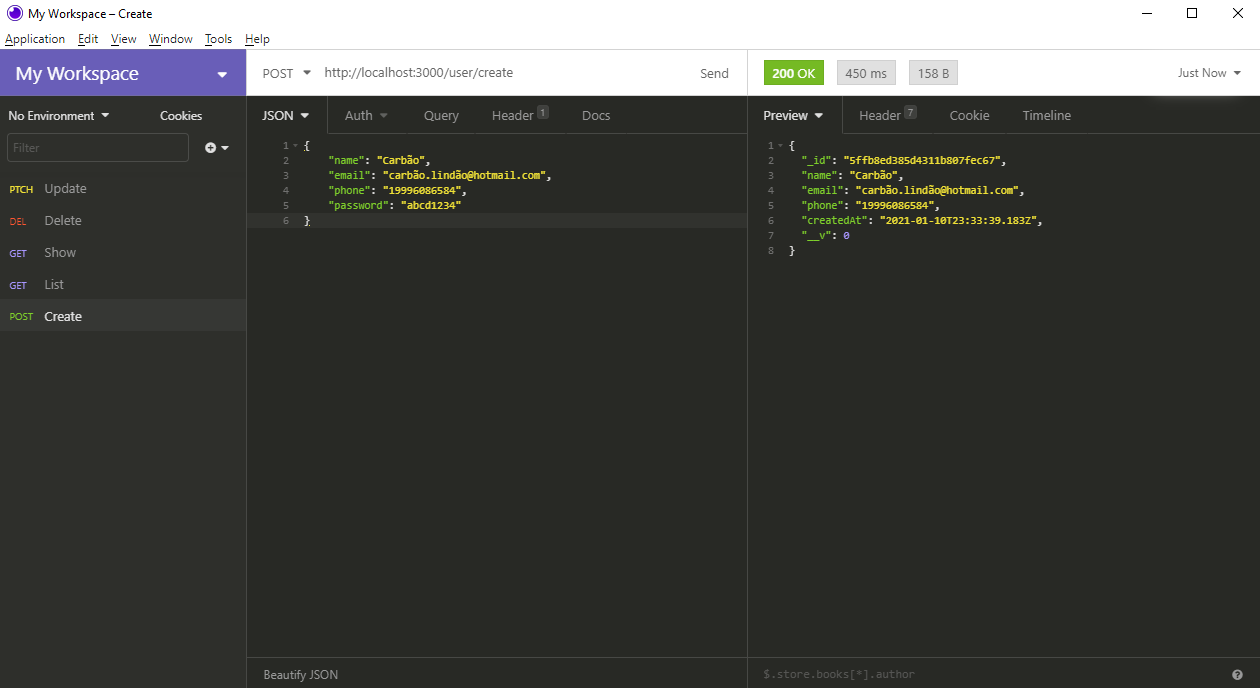 My Workspace – Create
Application Edit View Window Tools Help
My Workspace
POST http://localhost:3000/user/create Send
200 OK 450 ms 158 B Just Now
No Environment Cookies
Filter
PTCH Update
DEL Delete
GET Show
GET List
POST Create
JSON Auth Query Header 1 Docs
1 {
2 "name": "Carbão",
3 "email": "carbão.lindão@hotmail.com",
4 "phone": "19996086584",
5 "password": "abcd1234"
6 }
Beautify JSON
Preview Header 7 Cookie Timeline
1 {
2 "_id": "5ffb8ed385d4311b807fec67",
3 "name": "Carbão",
4 "email": "carbão.lindão@hotmail.com",
5 "phone": "19996086584",
6 "createdAt": "2021-01-10T23:33:39.183Z",
7 "__v": 0
8 }
$.store.books[*].author